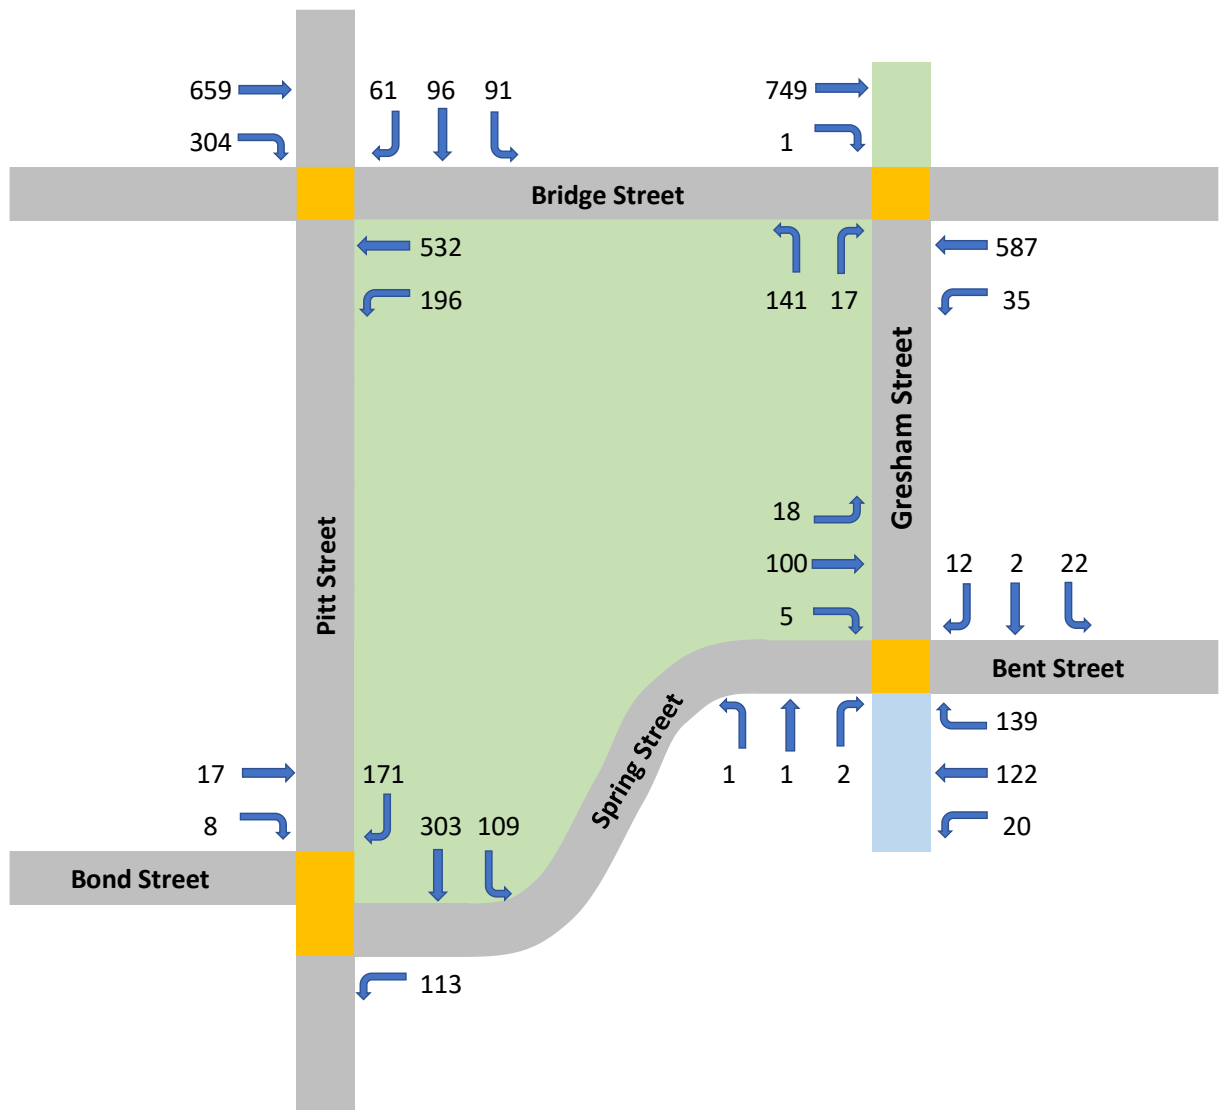 659
61 96 91
749
304
1
Bridge Street
532
587
196
141 17
35
Gresham Street
18
Pitt Street
100
12 2 22
5
Bent Street
139
Spring Street
17
171
1 1 2
122
8
303 109
20
Bond Street
113